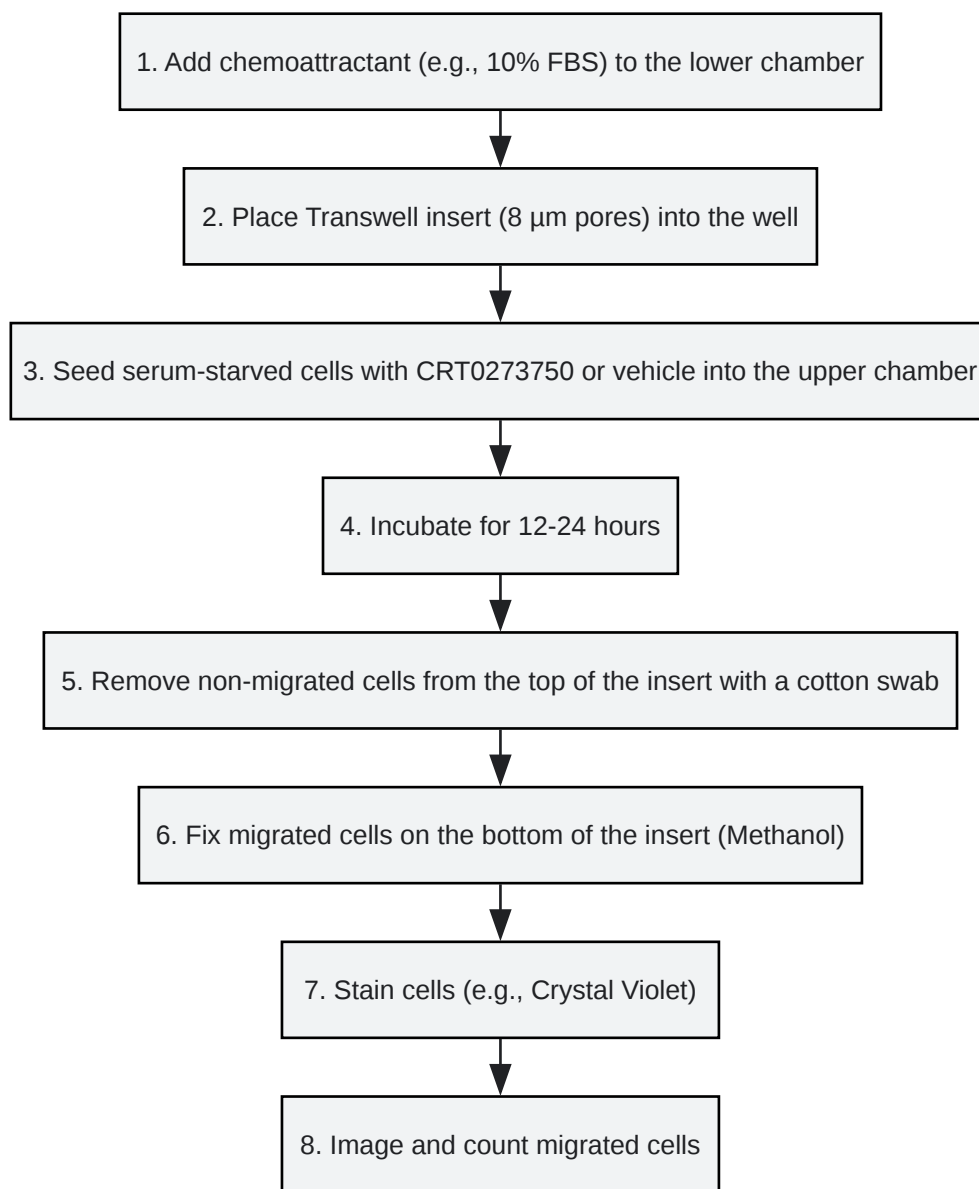 1. Add chemoattractant (e.g., 10% FBS) to the lower chamber
2. Place Transwell insert (8 µm pores) into the well
3. Seed serum-starved cells with CRT0273750 or vehicle into the upper chamber
4. Incubate for 12-24 hours
5. Remove non-migrated cells from the top of the insert with a cotton swab
6. Fix migrated cells on the bottom of the insert (Methanol)
7. Stain cells (e.g., Crystal Violet)
8. Image and count migrated cells